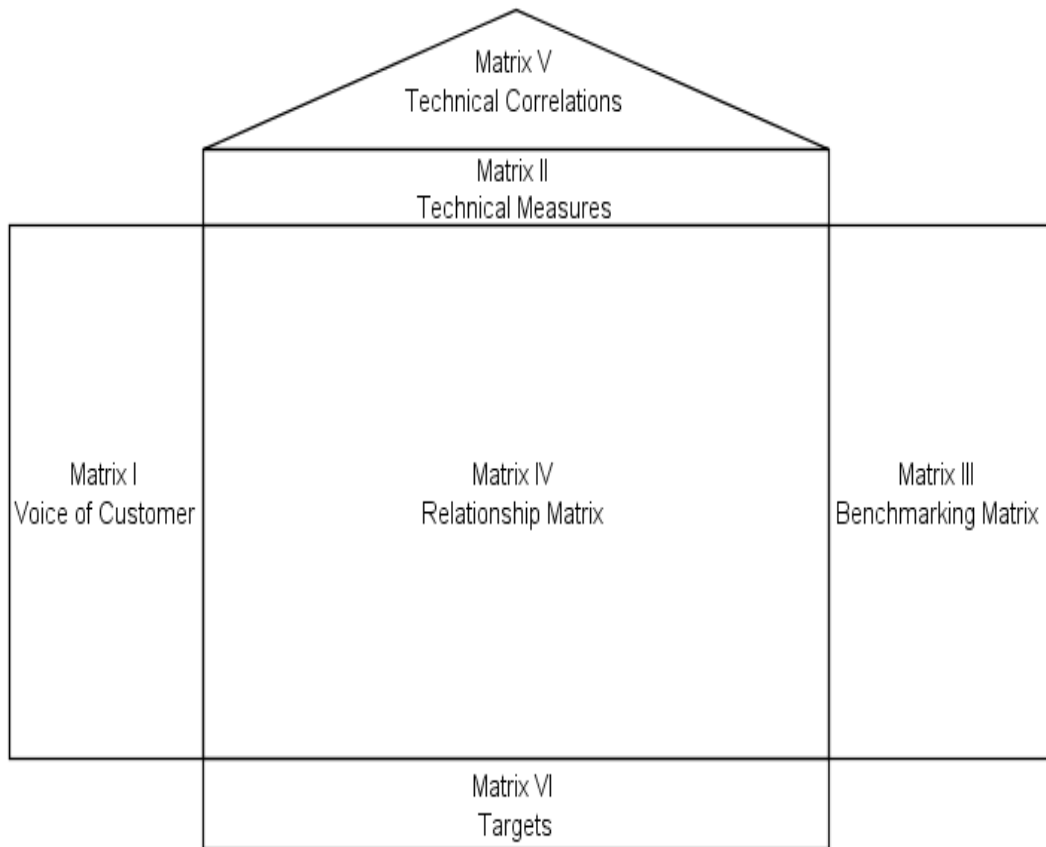 Matrix V
Technical Correlations
Matrix II
Technical Measures
Matrix I
Voice of Customer
Matrix IV
Relationship Matrix
Matrix III
Benchmarking Matrix
Matrix VI
Targets